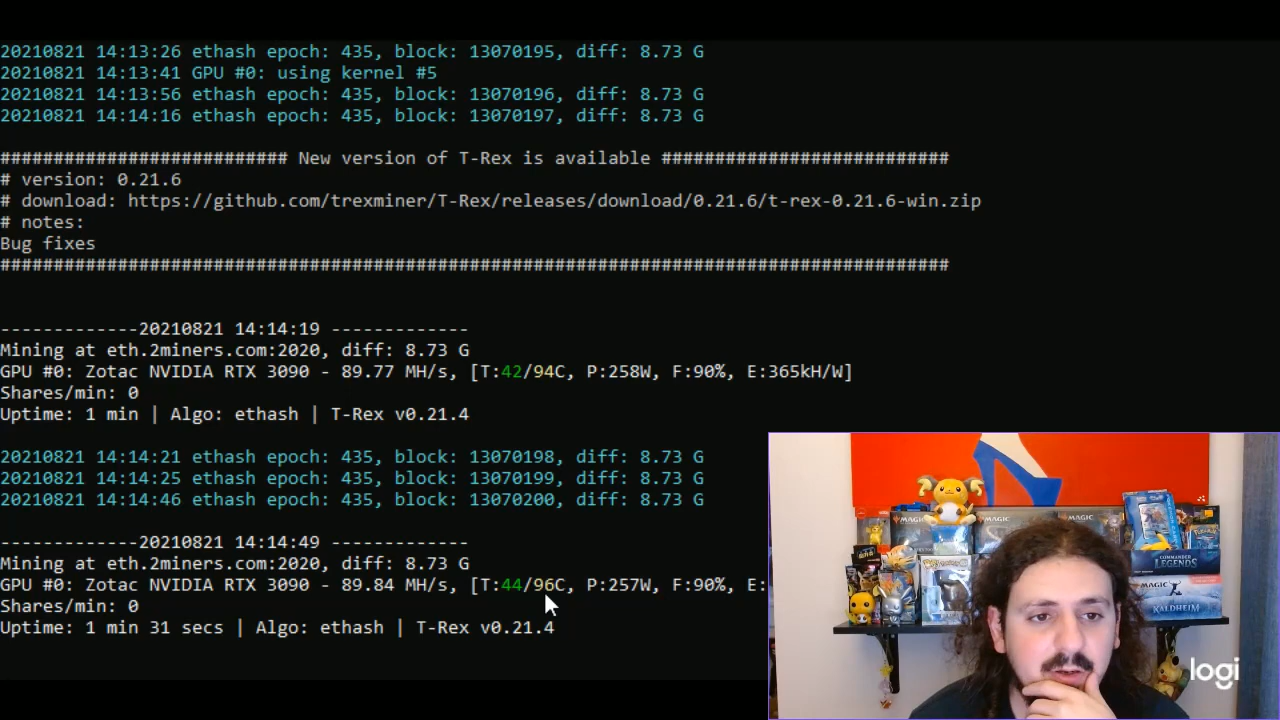 20210821 14:13:26 ethash epoch: 435, block: 13070195, diff: 8.73 G
20210821 14:13:41 GPU #0: using kernel #5
20210821 14:13:56 ethash epoch: 435, block: 13070196, diff: 8.73 G
20210821 14:14:16 ethash epoch: 435, block: 13070197, diff: 8.73 G
########################### New version of T-Rex is available ###########################
# version: 0.21.6
# download: https://github.com/trexminer/T-Rex/releases/download/0.21.6/t-rex-0.21.6-win.zip
# notes:
Bug fixes
#########################################################################################
-------------20210821 14:14:19 -------------
Mining at eth.2miners.com:2020, diff: 8.73 G
GPU #0: Zotac NVIDIA RTX 3090 - 89.77 MH/s, [T:42/94C, P:258W, F:90%, E:365kH/W]
Shares/min: 0
Uptime: 1 min | Algo: ethash | T-Rex v0.21.4
20210821 14:14:21 ethash epoch: 435, block: 13070198, diff: 8.73 G
20210821 14:14:25 ethash epoch: 435, block: 13070199, diff: 8.73 G
20210821 14:14:46 ethash epoch: 435, block: 13070200, diff: 8.73 G
-------------20210821 14:14:49 -------------
Mining at eth.2miners.com:2020, diff: 8.73 G
GPU #0: Zotac NVIDIA RTX 3090 - 89.84 MH/s, [T:44/96C, P:257W, F:90%, E:
Shares/min: 0
Uptime: 1 min 31 secs | Algo: ethash | T-Rex v0.21.4
MAGIC
MAGIC
MAGIC
COMMANDER
LEGENDS
MAGIC
KALDHEIM
logi